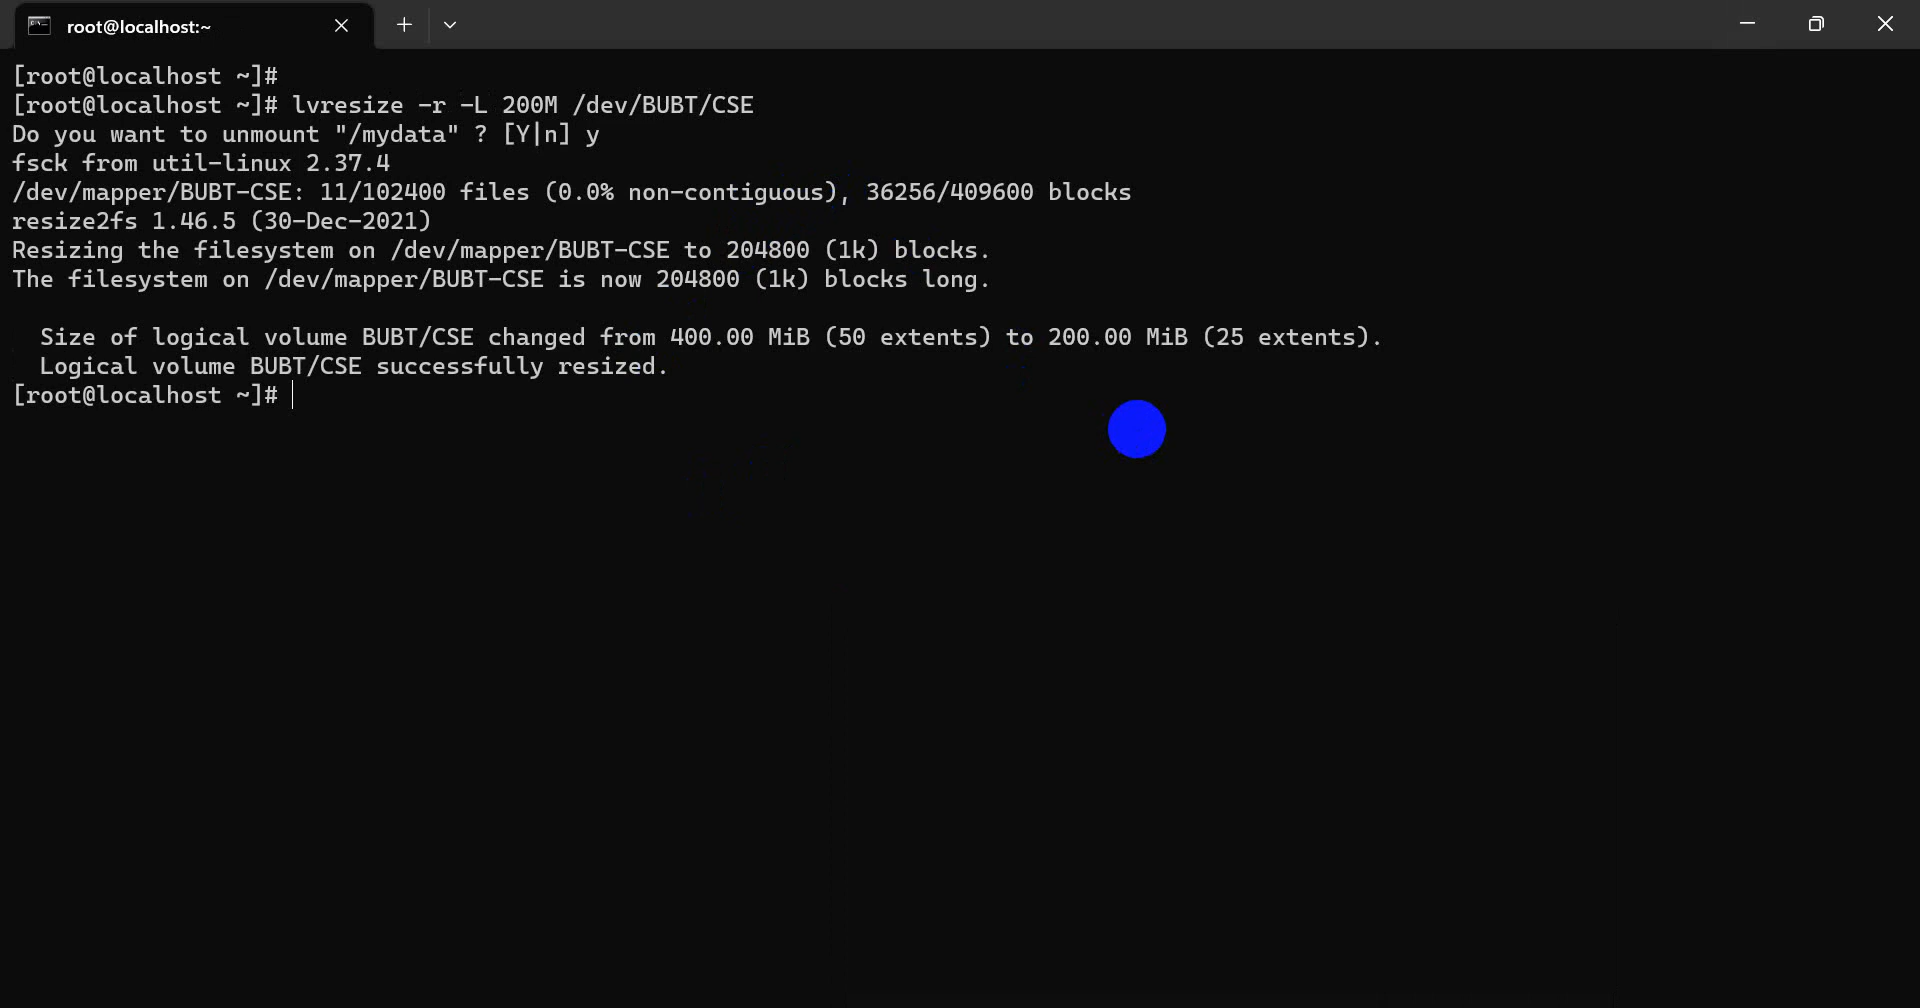 root@localhost:~
[root@localhost ~]#
[root@localhost ~]# lvresize -r -L 200M /dev/BUBT/CSE
Do you want to unmount "/mydata" ? [Y|n] y
fsck from util-linux 2.37.4
/dev/mapper/BUBT-CSE: 11/102400 files (0.0% non-contiguous), 36256/409600 blocks
resize2fs 1.46.5 (30-Dec-2021)
Resizing the filesystem on /dev/mapper/BUBT-CSE to 204800 (1k) blocks.
The filesystem on /dev/mapper/BUBT-CSE is now 204800 (1k) blocks long.
Size of logical volume BUBT/CSE changed from 400.00 MiB (50 extents) to 200.00 MiB (25 extents).
Logical volume BUBT/CSE successfully resized.
[root@localhost ~]#